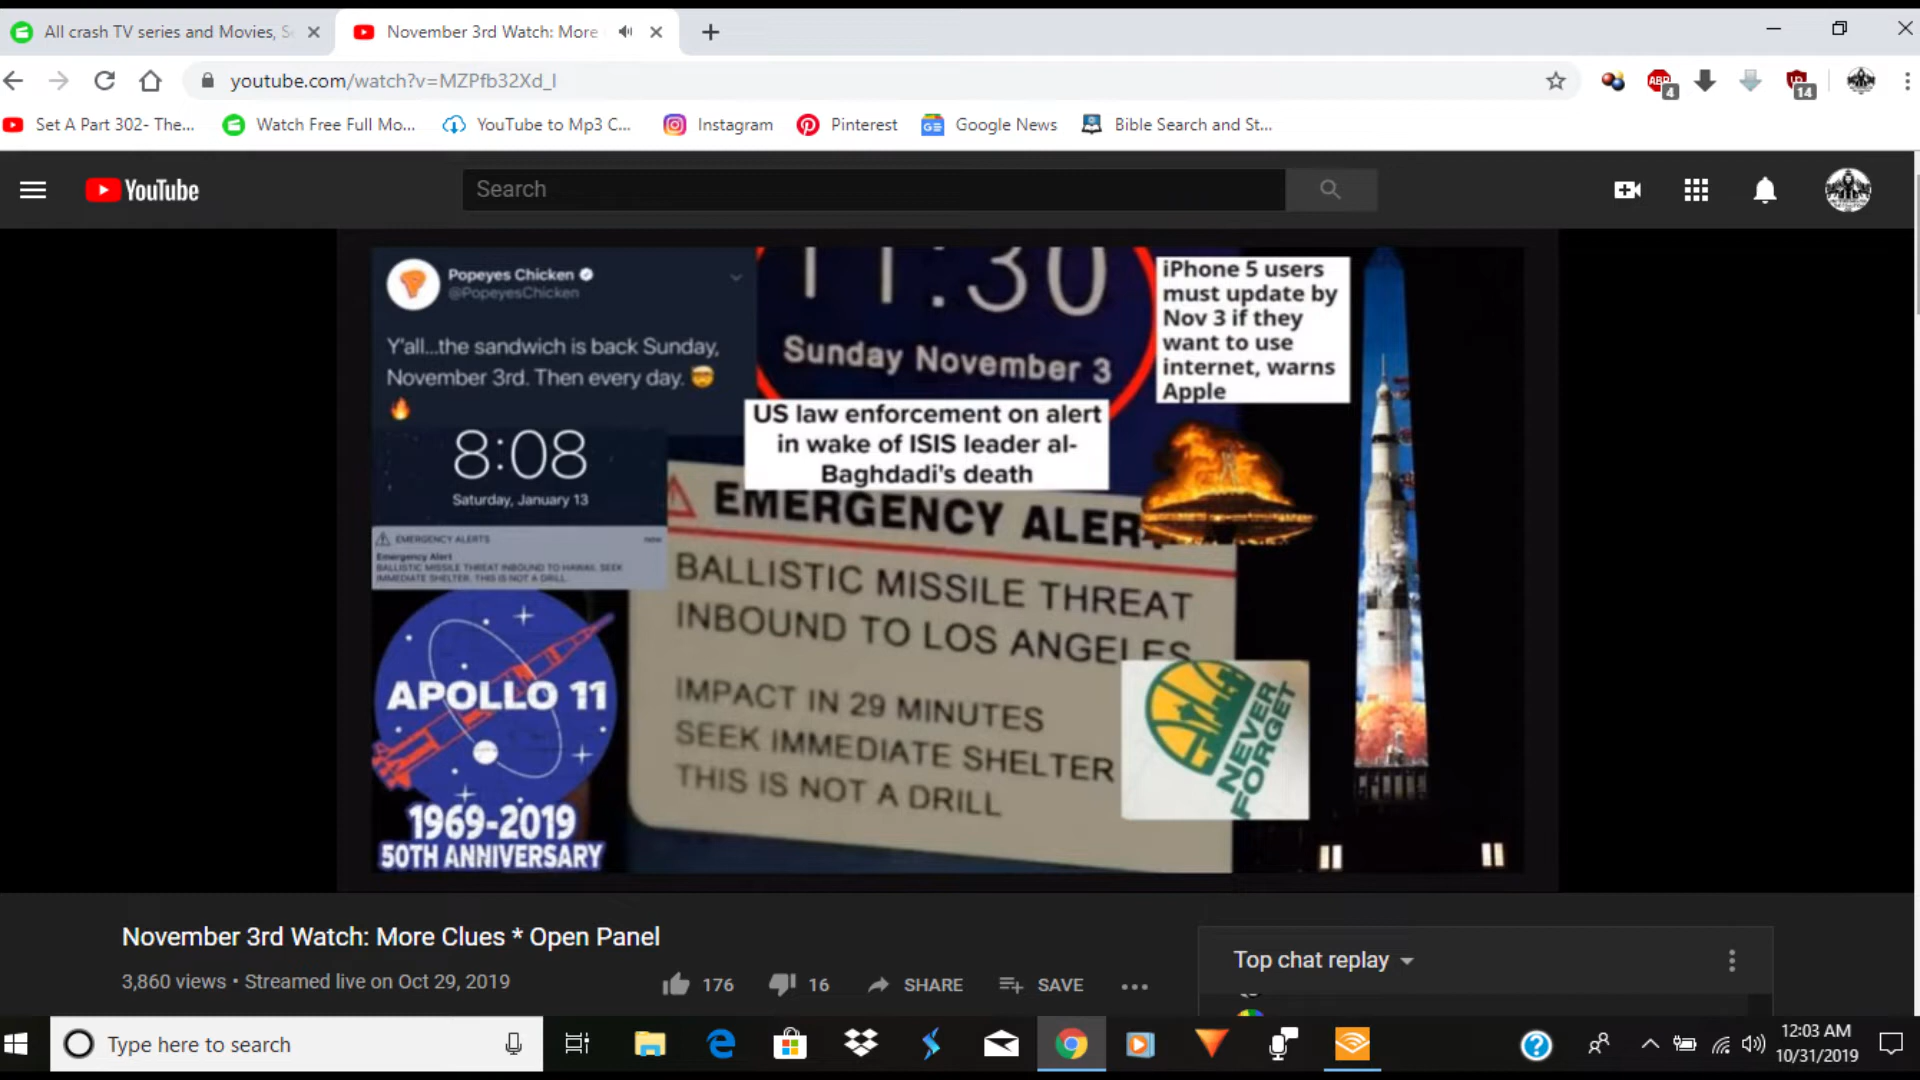 All crash TV series and Movies, S
November 3rd Watch: More
youtube.com/watch?v=MZPfb32Xd_I
4
14
Set A Part 302- The...
Watch Free Full Mo...
YouTube to Mp3 C...
Instagram
Pinterest
Google News
Bible Search and St...
YouTube
Search
Popeyes Chicken
@PopeyesChicken
Y'all...the sandwich is back Sunday,
November 3rd. Then every day.
8:08
Saturday, January 13
EMERGENCY ALERTS
now
Emergency Alert
BALLISTIC MISSILE THREAT INBOUND TO HAWAII. SEEK
IMMEDIATE SHELTER. THIS IS NOT A DRILL.
11:30
Sunday November 3
US law enforcement on alert
in wake of ISIS leader al-
Baghdadi's death
iPhone 5 users
must update by
Nov 3 if they
want to use
internet, warns
Apple
EMERGENCY ALERT
BALLISTIC MISSILE THREAT
INBOUND TO LOS ANGELES
IMPACT IN 29 MINUTES
SEEK IMMEDIATE SHELTER
THIS IS NOT A DRILL
NEVER
FORGET
APOLLO 11
1969-2019
50TH ANNIVERSARY
November 3rd Watch: More Clues * Open Panel
3,860 views • Streamed live on Oct 29, 2019
176
16
SHARE
SAVE
Top chat replay
Type here to search
12:03 AM
10/31/2019